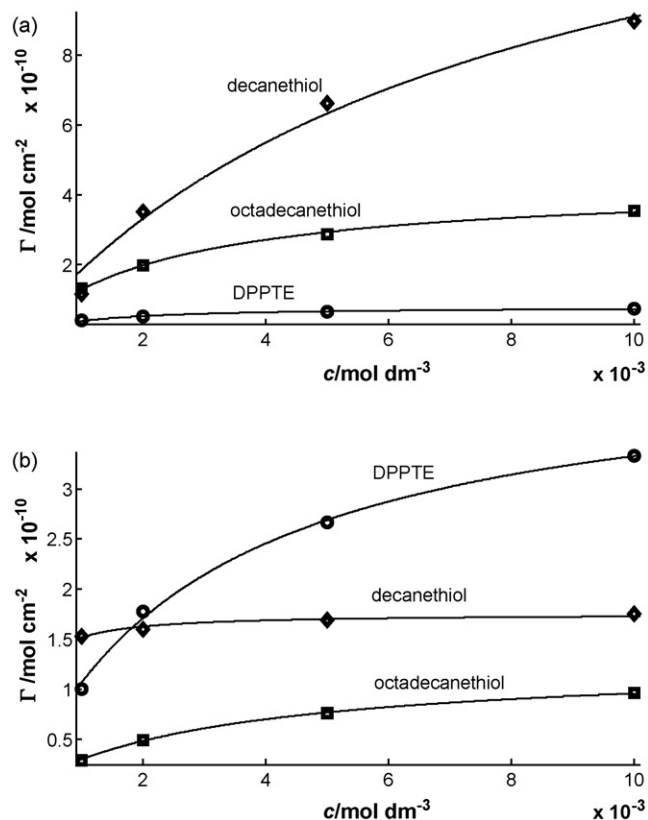 (a)
x 10-10
Γ /mol cm-2
8
6
4
2
decanethiol
octadecanethiol
DPPTE
2 4 6 8 10
c/mol dm-3 x 10-3
(b)
x 10-10
Γ /mol cm-2
3
2.5
2
1.5
1
0.5
DPPTE
decanethiol
octadecanethiol
2 4 6 8 10
c/mol dm-3 x 10-3